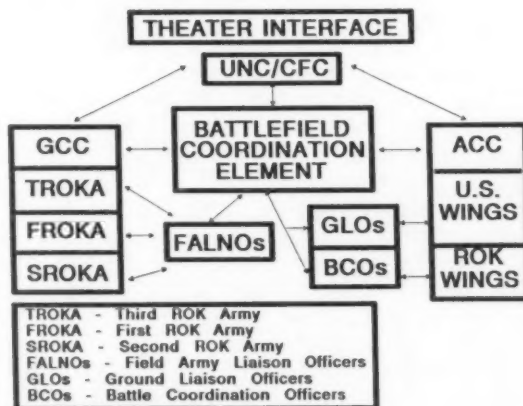 THEATER INTERFACE
UNC/CFC
GCC
TROKA
FROKA
SROKA
BATTLEFIELD
COORDINATION
ELEMENT
FALNOs
GLOs
BCOs
ACC
U.S.
WINGS
ROK
WINGS
TROKA - Third ROK Army
FROKA - First ROK Army
SROKA - Second ROK Army
FALNOs - Field Army Liaison Officers
GLOs - Ground Liaison Officers
BCOs - Battle Coordination Officers